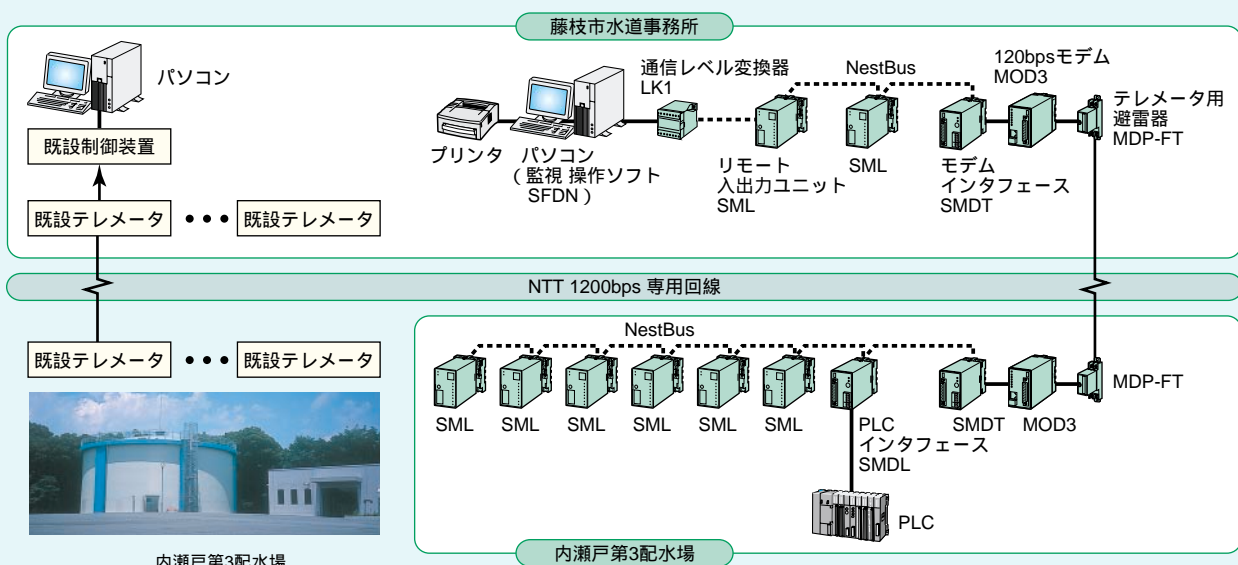 藤枝市水道事務所
パソコン
既設制御装置
既設テレメータ
•••
既設テレメータ
プリンタ
パソコン
(監視 操作ソフト
SFDN)
通信レベル変換器
LK1
NestBus
リモート
入出力ユニット
SML
SML
モデム
インタフェース
SMDT
120bpsモデム
MOD3
テレメータ用
避雷器
MDP-FT
NTT 1200bps 専用回線
既設テレメータ
•••
既設テレメータ
内瀬戸第3配水場
NestBus
SML
SML
SML
SML
SML
SML
PLC
インタフェース
SMDL
SMDT
MOD3
MDP-FT
PLC
内瀬戸第3配水場